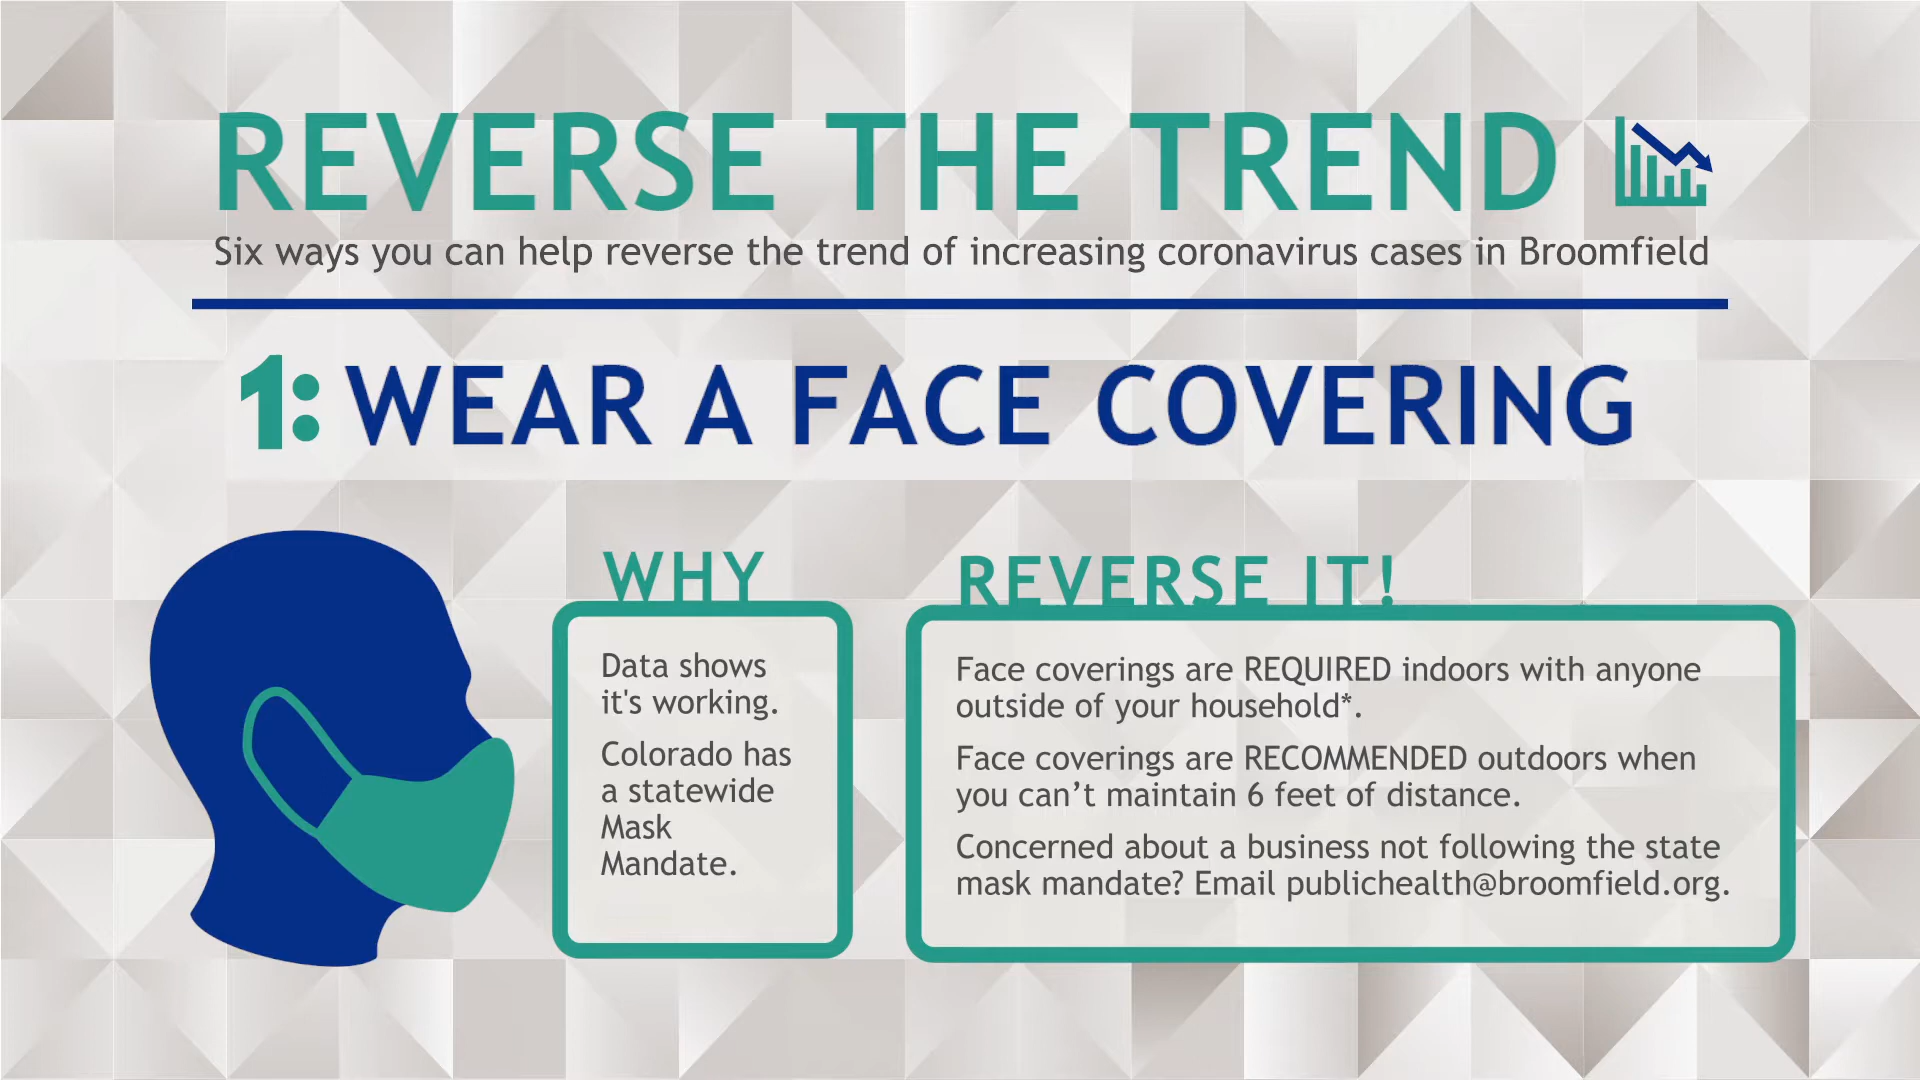 REVERSE THE TREND
Six ways you can help reverse the trend of increasing coronavirus cases in Broomfield
1: WEAR A FACE COVERING
WHY
Data shows
it's working.
Colorado has
a statewide
Mask
Mandate.
REVERSE IT!
Face coverings are REQUIRED indoors with anyone
outside of your household*.
Face coverings are RECOMMENDED outdoors when
you can’t maintain 6 feet of distance.
Concerned about a business not following the state
mask mandate? Email publichealth@broomfield.org.